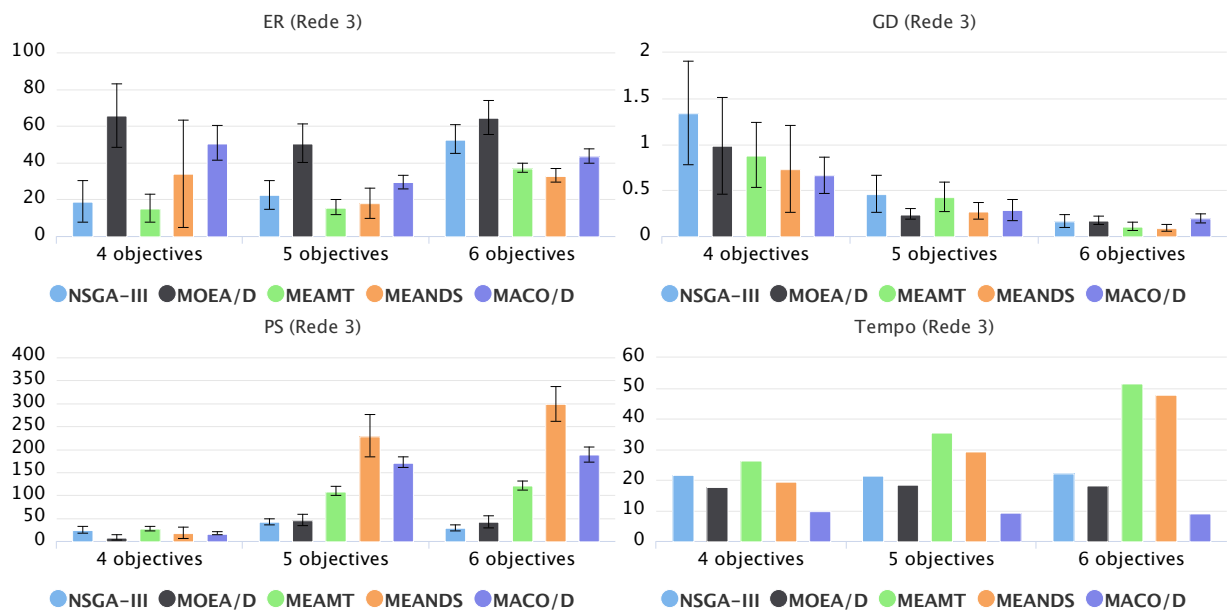 ER (Rede 3)
100
80
60
40
20
0
4 objectives 5 objectives 6 objectives
NSGA-III MOEA/D MEAMT MEANDS MACO/D
GD (Rede 3)
2
1.5
1
0.5
0
4 objectives 5 objectives 6 objectives
NSGA-III MOEA/D MEAMT MEANDS MACO/D
PS (Rede 3)
400
350
300
250
200
150
100
50
0
4 objectives 5 objectives 6 objectives
NSGA-III MOEA/D MEAMT MEANDS MACO/D
Tempo (Rede 3)
60
50
40
30
20
10
0
4 objectives 5 objectives 6 objectives
NSGA-III MOEA/D MEAMT MEANDS MACO/D